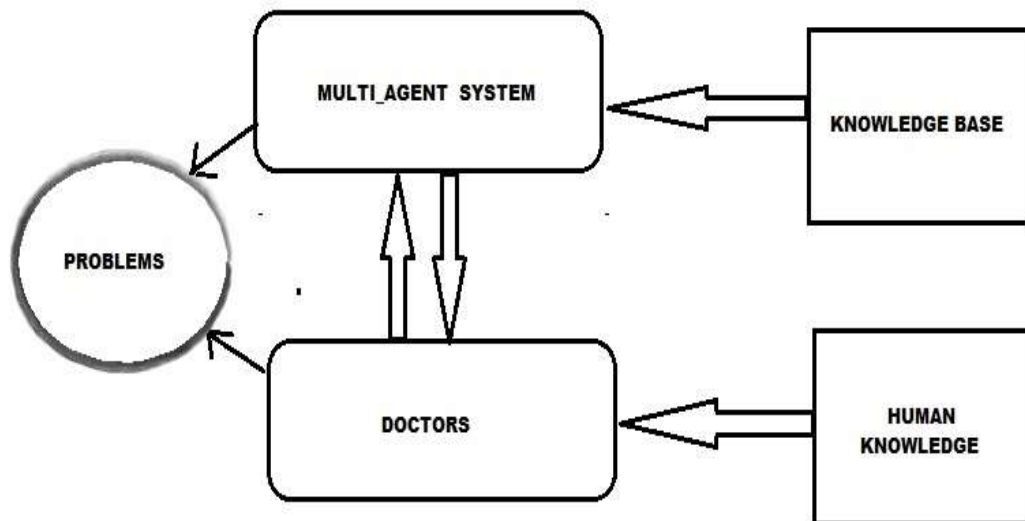 MULTI_AGENT SYSTEM
KNOWLEDGE BASE
PROBLEMS
DOCTORS
HUMAN
KNOWLEDGE